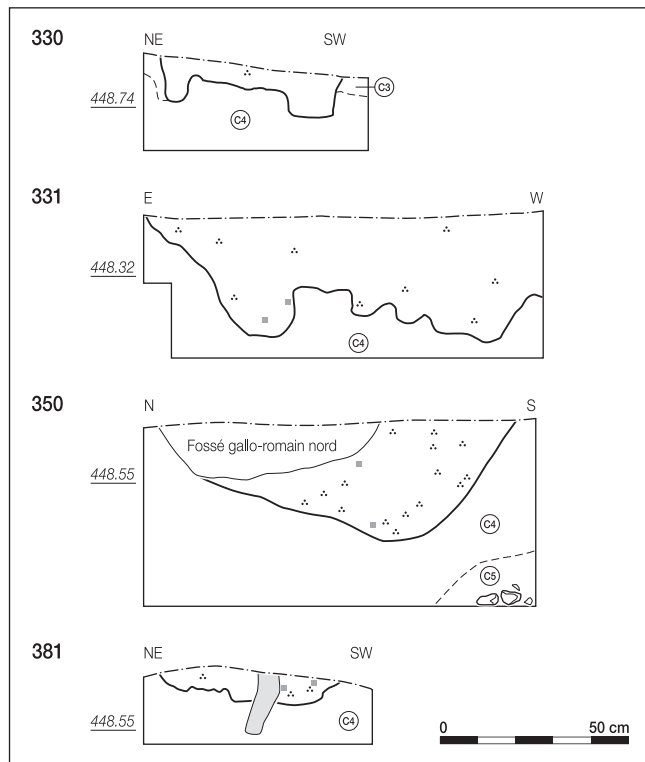 330
NE SW
C3
448.74
C4
331
E W
448.32
C4
350
N S
Fossé gallo-romain nord
448.55
C4
C5
381
NE SW
448.55
C4
0 50 cm